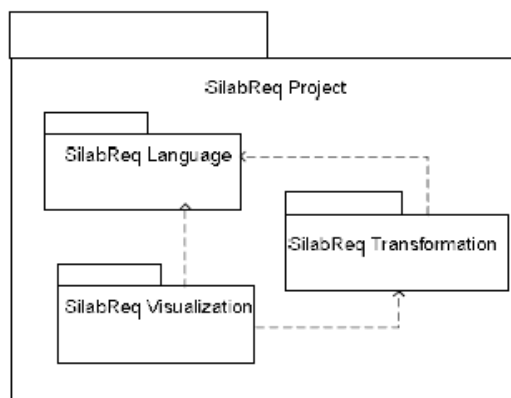 SilabReq Project
SilabReq Language
SilabReq Transformation
SilabReq Visualization